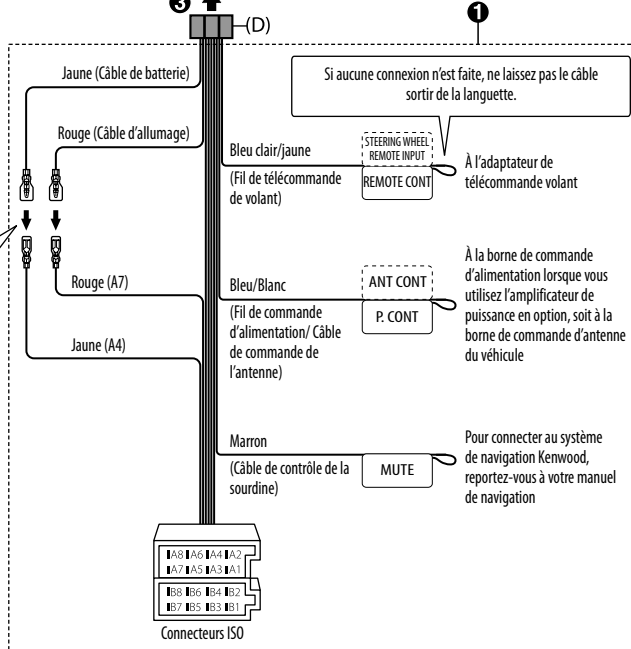 ❸
(D)
❶
Jaune (Câble de batterie)
Si aucune connexion n'est faite, ne laissez pas le câble
sortir de la languette.
Rouge (Câble d'allumage)
Bleu clair/jaune
(Fil de télécommande
de volant)
STEERING WHEEL
REMOTE INPUT
REMOTE CONT
À l'adaptateur de
télécommande volant
Rouge (A7)
Jaune (A4)
Bleu/Blanc
(Fil de commande
d'alimentation/ Câble
de commande de
l'antenne)
ANT CONT
P. CONT
À la borne de commande
d'alimentation lorsque vous
utilisez l'amplificateur de
puissance en option, soit à la
borne de commande d'antenne
du véhicule
Marron
(Câble de contrôle de la
sourdine)
MUTE
Pour connecter au système
de navigation Kenwood,
reportez-vous à votre manuel
de navigation
A8 A6 A4 A2
A7 A5 A3 A1
B8 B6 B4 B2
B7 B5 B3 B1
Connecteurs ISO